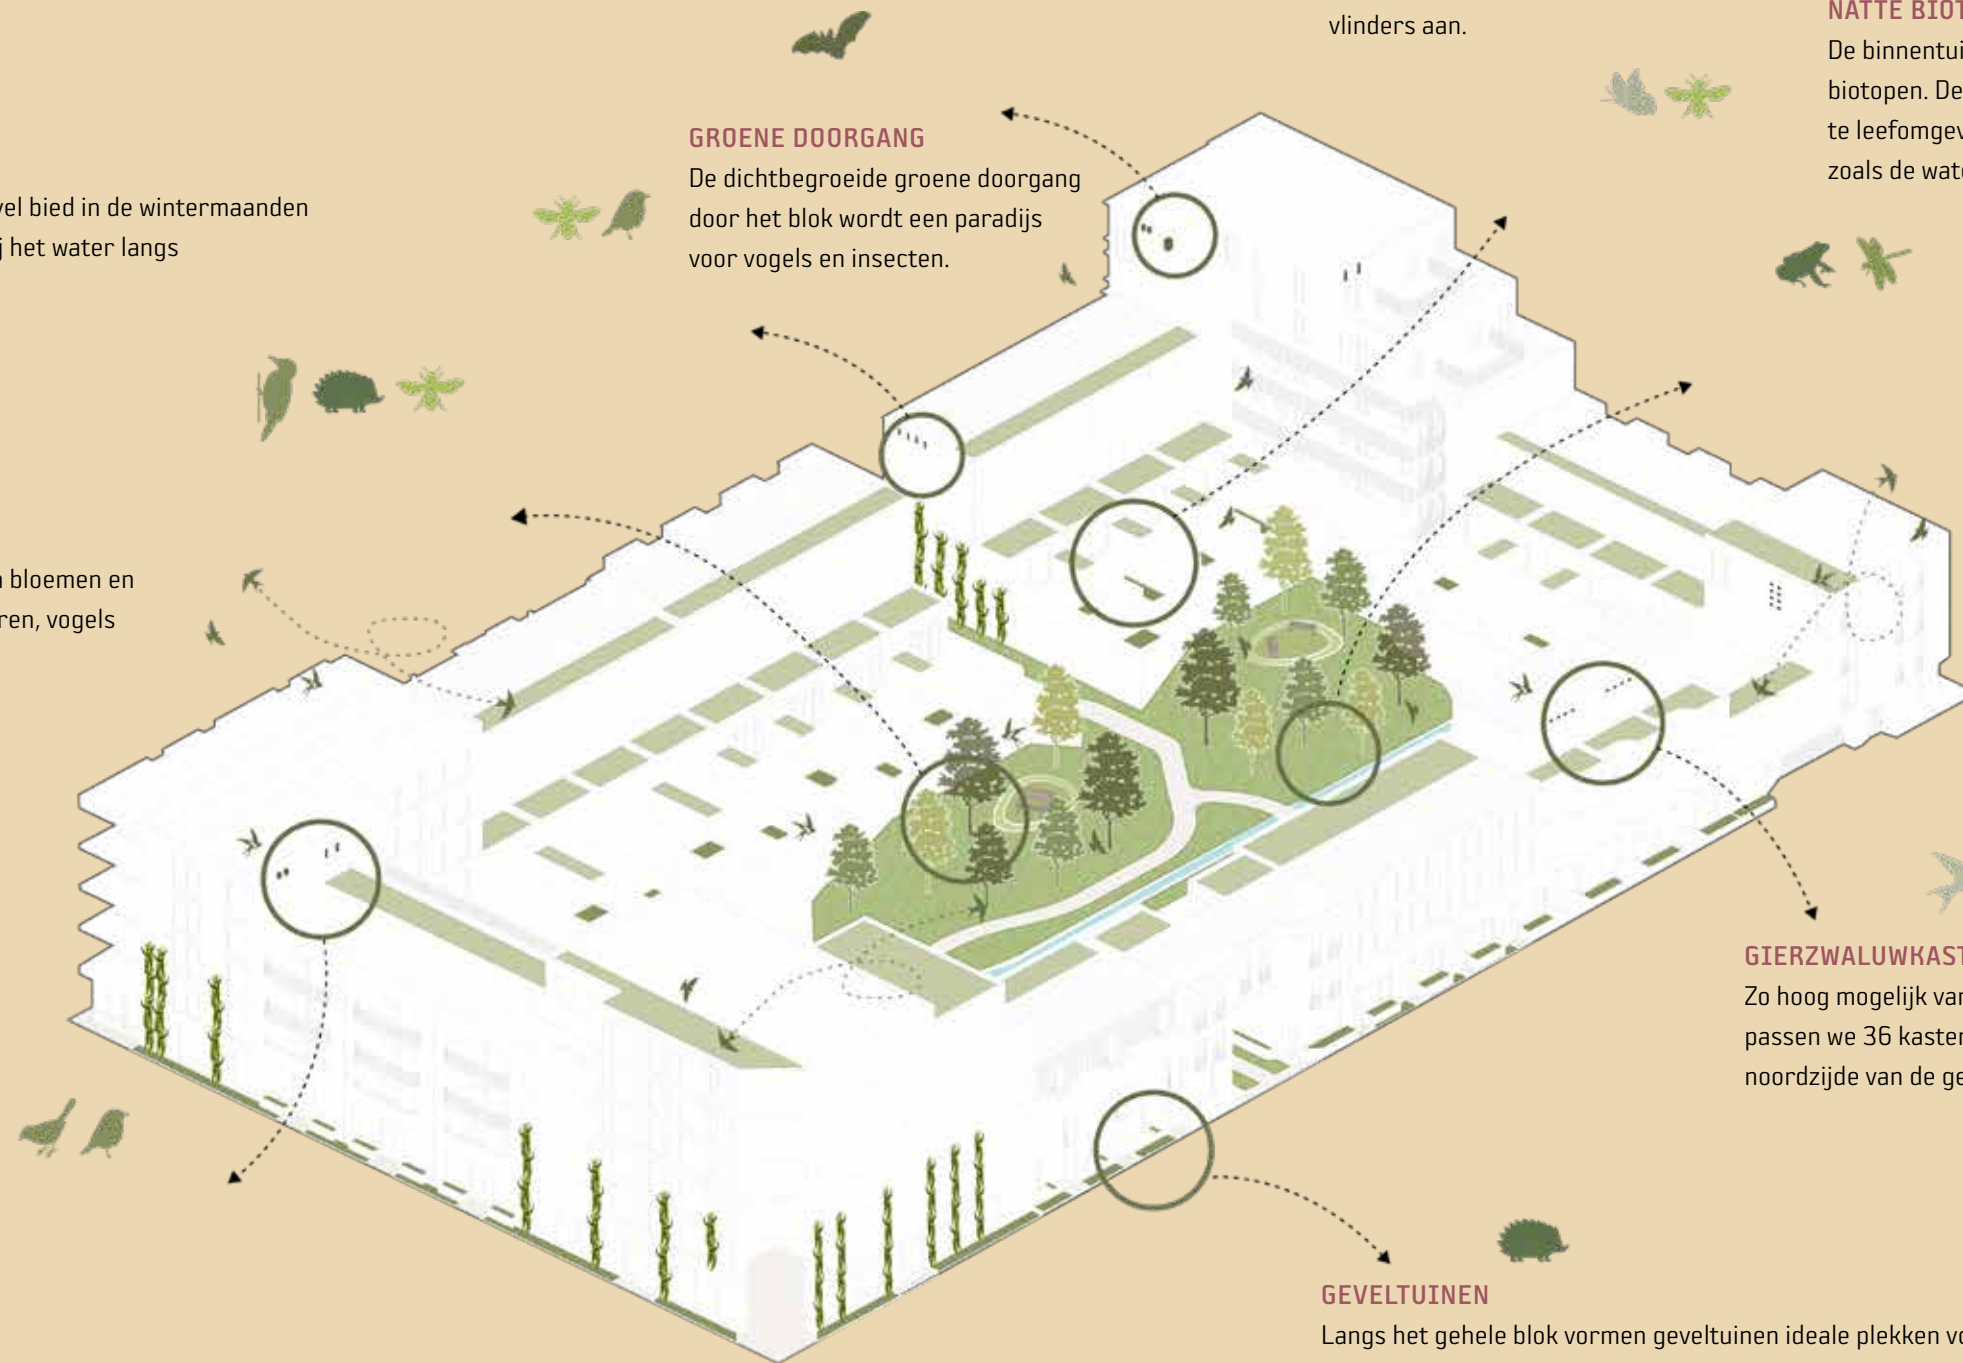 vlinders aan.
NATTE BIOT
De binnentui
biotopen. De
te leefomgev
zoals de wat
GROENE DOORGANG
De dichtbegroeide groene doorgang
door het blok wordt een paradijs
voor vogels en insecten.
vel bied in de wintermaanden
j het water langs
n bloemen en
ren, vogels
GIERZWALUWKAST
Zo hoog mogelijk van
passen we 36 kasten
noordzijde van de ge
GEVELTUINEN
Langs het gehele blok vormen geveltuinen ideale plekken vo